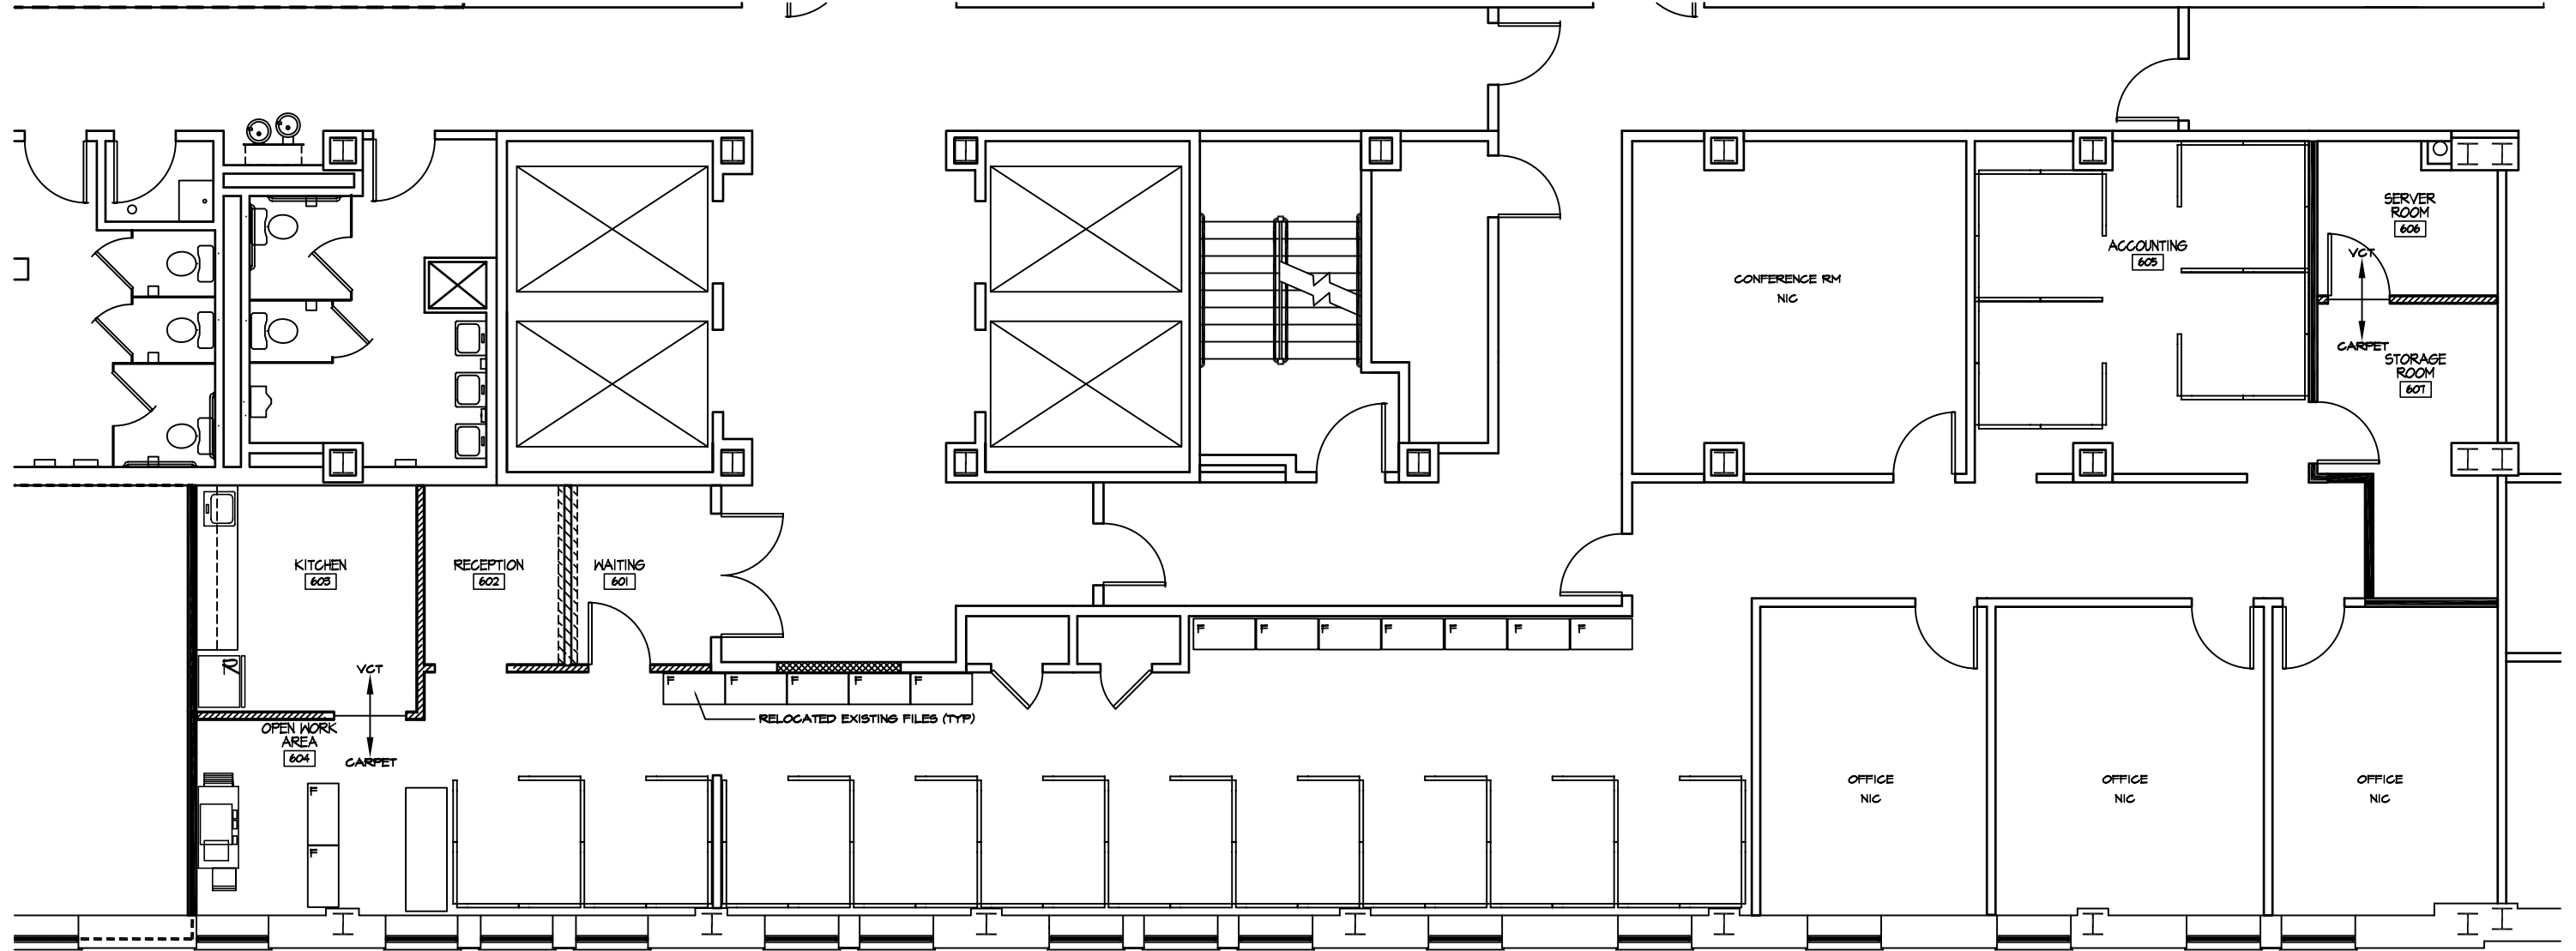 SERVER
ROOM
606
ACCOUNTING
605
VCT
CONFERENCE RM
NIC
CARPET
STORAGE
ROOM
607
KITCHEN
603
RECEPTION
602
WAITING
601
F
F
F
F
F
F
F
R
VCT
F
F
F
F
F
RELOCATED EXISTING FILES (TYP)
OPEN WORK
AREA
604
CARPET
F
F
OFFICE
NIC
OFFICE
NIC
OFFICE
NIC